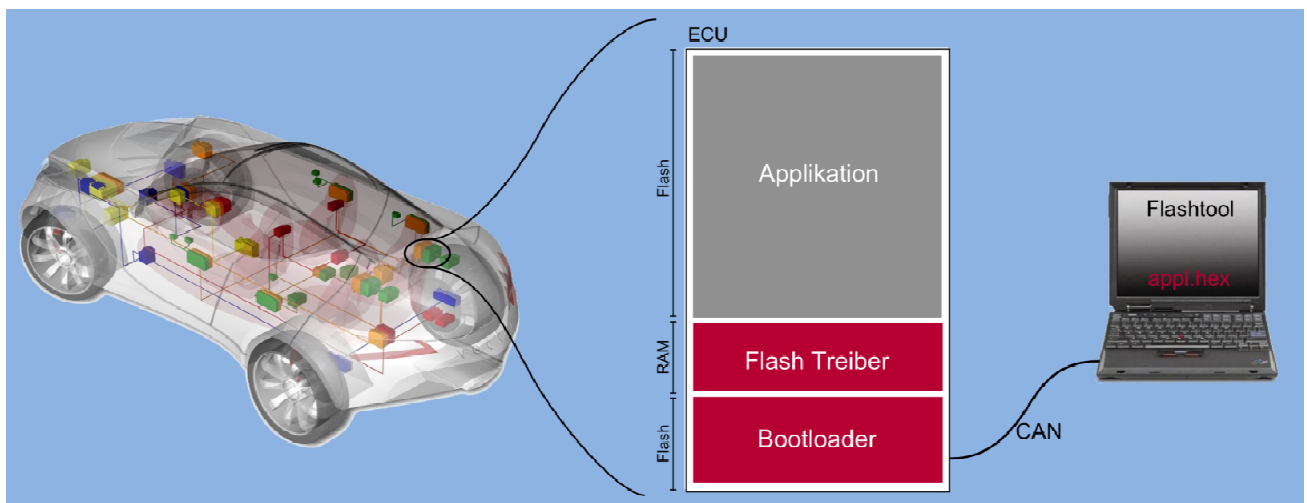 ECU
Flash
Applikation
RAM
Flash Treiber
Flash
Bootloader
CAN
Flashtool
appl.hex